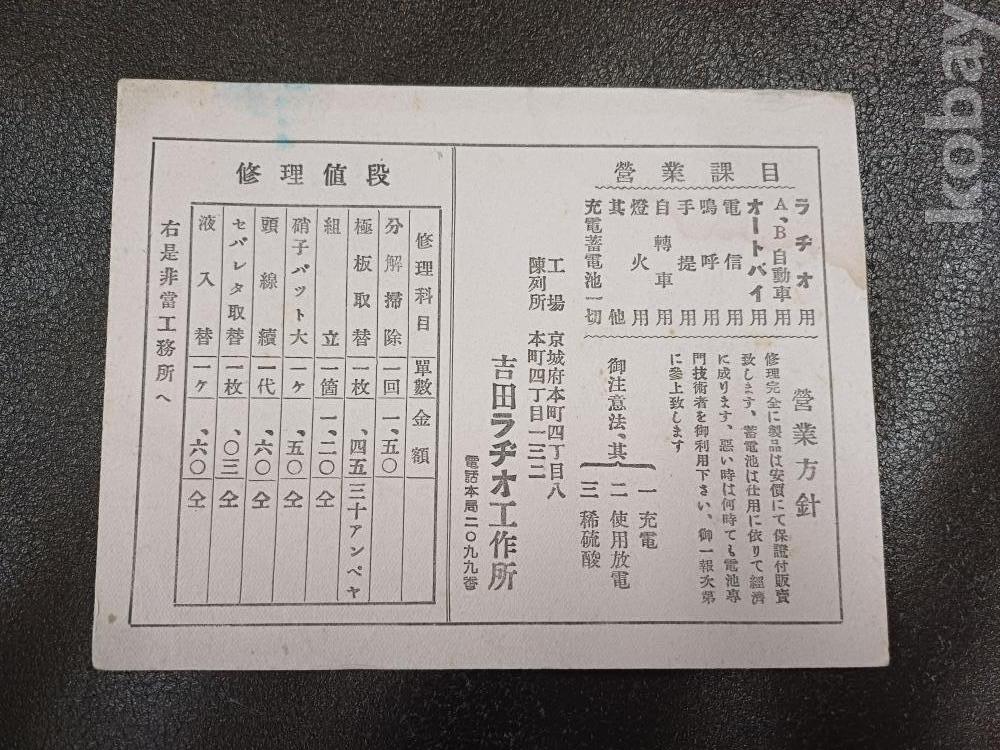 營業課目
ラヂオ用
A、B自動車用
オートバイ用
電信用
鳴呼用
手提用
自轉車用
燈火用
其他
充電蓄電池一切
營業方針
修理完全に製品は安價にて保證付販賣
致します、蓄電池は仕用に依りて經濟
に成ります、惡い時は何時でも電池專
門技術者を御利用下さい、御一報次第
に參上致します
御注意法、其
一 充電
二 使用放電
三 稀硫酸
工場 京城府本町四丁目八
陳列所 本町四丁目一三二
吉田ラヂオ工作所
電話本局二〇九九番
修理値段
修理科目 單數 金額
分解掃除 一回 一、五〇
極板取替 一枚 、四五 三十アンペヤ
組立 一箇 一、二〇 仝
硝子バット大 一ケ 、五〇 仝
頭線續 一代 、六〇 仝
セバレタ取替 一枚 、〇三 仝
液入替 一ケ 、六〇 仝
右是非當工務所へ
kobay